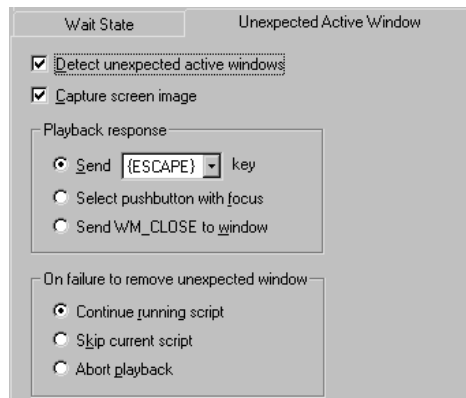 Wait State
Unexpected Active Window
Detect unexpected active windows
Capture screen image
Playback response
Send {ESCAPE} key
Select pushbutton with focus
Send WM_CLOSE to window
On failure to remove unexpected window
Continue running script
Skip current script
Abort playback